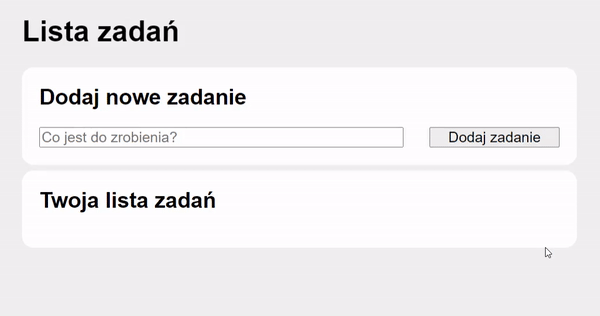 Lista zadań
Dodaj nowe zadanie
Co jest do zrobienia?
Dodaj zadanie
Twoja lista zadań